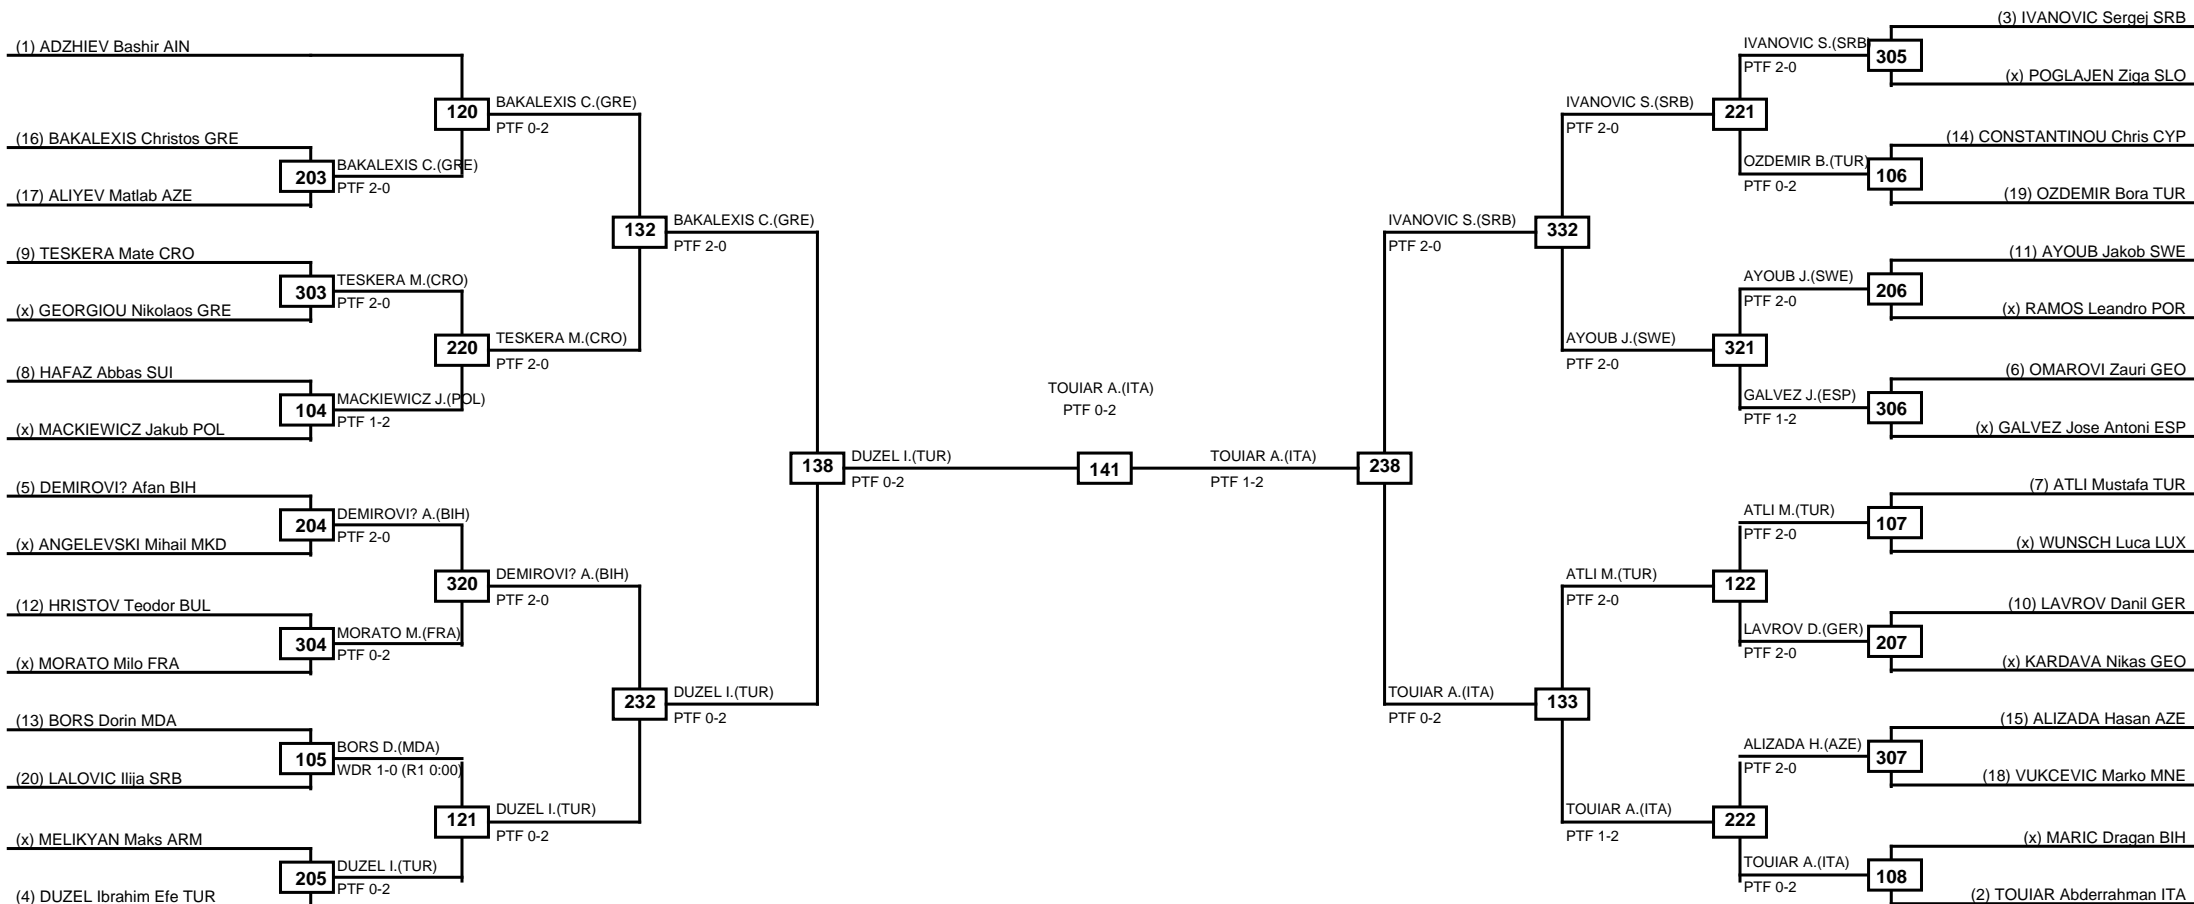 (1) ADZHIEV Bashir AIN
(16) BAKALEXIS Christos GRE
(17) ALIYEV Matlab AZE
(9) TESKERA Mate CRO
(x) GEORGIOU Nikolaos GRE
(8) HAFAZ Abbas SUI
(x) MACKIEWICZ Jakub POL
(5) DEMIROVI? Afan BIH
(x) ANGELEVSKI Mihail MKD
(12) HRISTOV Teodor BUL
(x) MORATO Milo FRA
(13) BORS Dorin MDA
(20) LALOVIC Ilija SRB
(x) MELIKYAN Maks ARM
(4) DUZEL Ibrahim Efe TUR
203
BAKALEXIS C.(GRE)
PTF 2-0
303
TESKERA M.(CRO)
PTF 2-0
104
MACKIEWICZ J.(POL)
PTF 1-2
204
DEMIROVI? A.(BIH)
PTF 2-0
304
MORATO M.(FRA)
PTF 0-2
105
BORS D.(MDA)
WDR 1-0 (R1 0:00)
205
DUZEL I.(TUR)
PTF 0-2
120
BAKALEXIS C.(GRE)
PTF 0-2
220
TESKERA M.(CRO)
PTF 2-0
320
DEMIROVI? A.(BIH)
PTF 2-0
121
DUZEL I.(TUR)
PTF 0-2
132
BAKALEXIS C.(GRE)
PTF 2-0
232
DUZEL I.(TUR)
PTF 0-2
138
DUZEL I.(TUR)
PTF 0-2
TOUIAR A.(ITA)
PTF 0-2
141
TOUIAR A.(ITA)
PTF 1-2
238
IVANOVIC S.(SRB)
PTF 2-0
332
TOUIAR A.(ITA)
PTF 0-2
133
IVANOVIC S.(SRB)
PTF 2-0
221
AYOUB J.(SWE)
PTF 2-0
321
ATLI M.(TUR)
PTF 2-0
122
TOUIAR A.(ITA)
PTF 1-2
222
IVANOVIC S.(SRB)
PTF 2-0
305
OZDEMIR B.(TUR)
PTF 0-2
106
AYOUB J.(SWE)
PTF 2-0
206
GALVEZ J.(ESP)
PTF 1-2
306
ATLI M.(TUR)
PTF 2-0
107
LAVROV D.(GER)
PTF 2-0
207
ALIZADA H.(AZE)
PTF 2-0
307
TOUIAR A.(ITA)
PTF 0-2
108
(3) IVANOVIC Sergej SRB
(x) POGLAJEN Ziga SLO
(14) CONSTANTINOU Chris CYP
(19) OZDEMIR Bora TUR
(11) AYOUB Jakob SWE
(x) RAMOS Leandro POR
(6) OMAROVI Zauri GEO
(x) GALVEZ Jose Antoni ESP
(7) ATLI Mustafa TUR
(x) WUNSCH Luca LUX
(10) LAVROV Danil GER
(x) KARDAVA Nikas GEO
(15) ALIZADA Hasan AZE
(18) VUKCEVIC Marko MNE
(x) MARIC Dragan BIH
(2) TOUIAR Abderrahman ITA